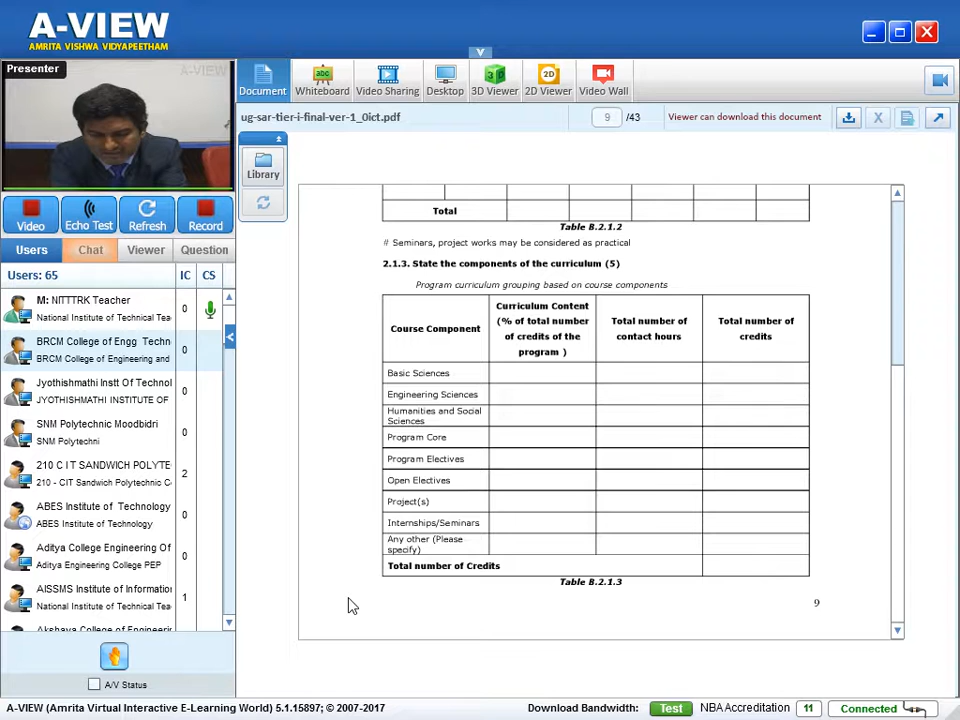 A-VIEW
AMRITA VISHWA VIDYAPEETHAM
Presenter
A-VIEW
Video
Echo Test
Refresh
Record
Users
Chat
Viewer
Question
Users: 65
IC
CS
M: NITTTRK Teacher
National Institute of Technical Tea
0
BRCM College of Engg Techn
BRCM College of Engineering and
0
Jyothishmathi Instt Of Technol
JYOTHISHMATHI INSTITUTE OF
0
SNM Polytechnic Moodbidri
SNM Polytechni
0
210 C I T SANDWICH POLYTE
210 - CIT Sandwich Polytechnic C
2
ABES Institute of Technology
ABES Institute of Technology
0
Aditya College Engineering Of
Aditya Engineering College PEP
0
AISSMS Institute of Information
National Institute of Technical Tea
1
Akshaya College of Engineerin
A/V Status
Document
Whiteboard
abc
Video Sharing
Desktop
3D Viewer
3D
2D Viewer
2D
Video Wall
ug-sar-tier-i-final-ver-1_0ict.pdf
9 /43
Viewer can download this document
Library
Total
Table B.2.1.2
# Seminars, project works may be considered as practical
2.1.3. State the components of the curriculum (5)
Program curriculum grouping based on course components
Course Component
Curriculum Content
(% of total number
of credits of the
program )
Total number of
contact hours
Total number of
credits
Basic Sciences
Engineering Sciences
Humanities and Social
Sciences
Program Core
Program Electives
Open Electives
Project(s)
Internships/Seminars
Any other (Please
specify)
Total number of Credits
Table B.2.1.3
9
A-VIEW (Amrita Virtual Interactive E-Learning World) 5.1.15897; © 2007-2017
Download Bandwidth:
Test
NBA Accreditation
11
Connected